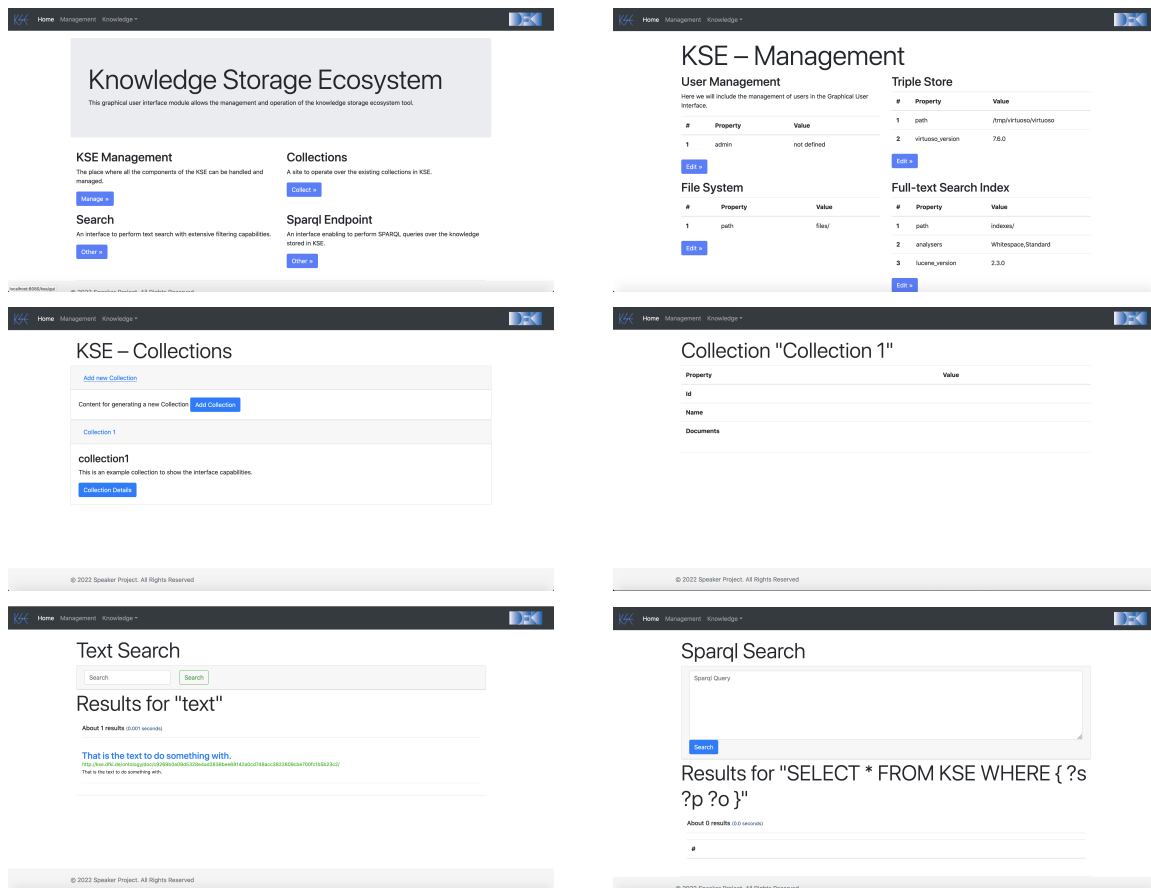 KSE Home Management Knowledge
Knowledge Storage Ecosystem
This graphical user interface module allows the management and operation of the knowledge storage ecosystem tool.
KSE Management
The place where all the components of the KSE can be handled and
managed.
Manage »
Collections
A site to operate over the existing collections in KSE.
Collect »
Search
An interface to perform text search with extensive filtering capabilities.
Other »
Sparql Endpoint
An interface enabling to perform SPARQL queries over the knowledge
stored in KSE.
Other »
localhost:8080/kse/gui
© 2022 Speaker Project. All Rights Reserved
KSE Home Management Knowledge
KSE – Management
User Management
Here we will include the management of users in the Graphical User
Interface.
# Property Value
1 admin not defined
Edit »
Triple Store
# Property Value
1 path /tmp/virtuoso/virtuoso
2 virtuoso_version 7.6.0
Edit »
File System
# Property Value
1 path files/
Edit »
Full-text Search Index
# Property Value
1 path indexes/
2 analysers Whitespace,Standard
3 lucene_version 2.3.0
Edit »
KSE Home Management Knowledge
KSE – Collections
Add new Collection
Content for generating a new Collection Add Collection
Collection 1
collection1
This is an example collection to show the interface capabilities.
Collection Details
© 2022 Speaker Project. All Rights Reserved
KSE Home Management Knowledge
Collection "Collection 1"
Property Value
Id
Name
Documents
© 2022 Speaker Project. All Rights Reserved
KSE Home Management Knowledge
Text Search
Search Search
Results for "text"
About 1 results (0.001 seconds)
That is the text to do something with.
That is the text to do something with.
© 2022 Speaker Project. All Rights Reserved
KSE Home Management Knowledge
Sparql Search
Sparql Query
Search
Results for "SELECT * FROM KSE WHERE { ?s
?p ?o }"
About 0 results (0.0 seconds)
#
© 2022 Speaker Project. All Rights Reserved